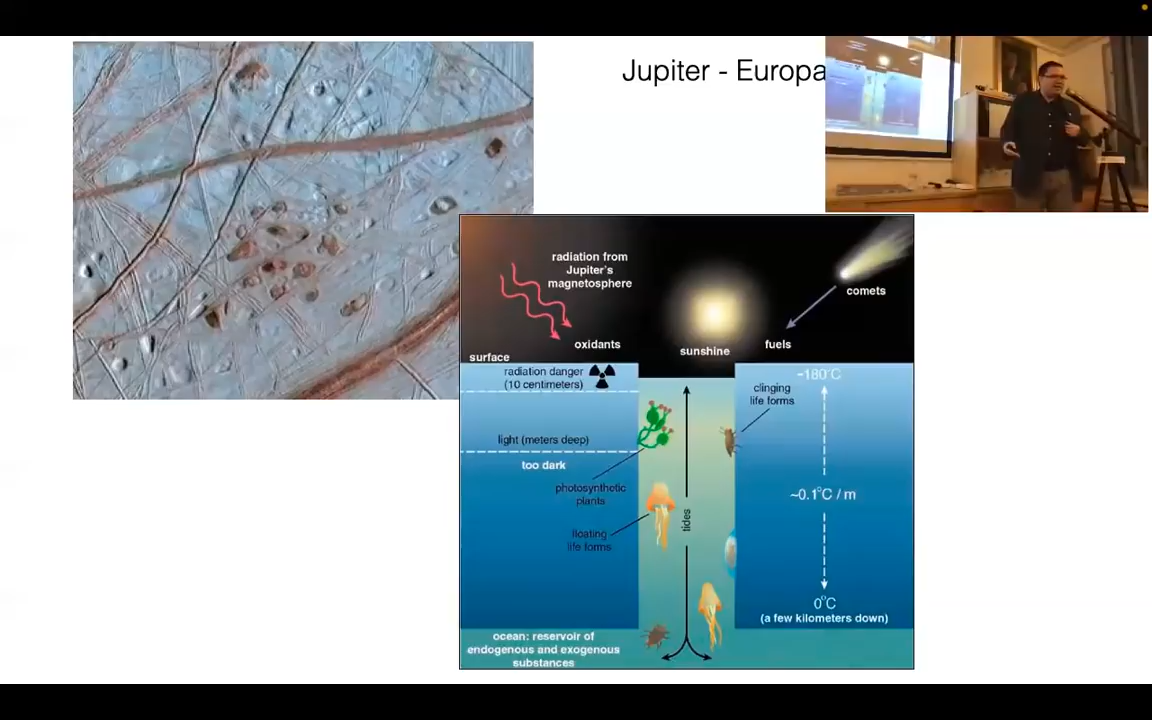 Jupiter - Europa
radiation from
Jupiter's
magnetosphere
comets
oxidants
sunshine
fuels
surface
radiation danger
(10 centimeters)
~180°C
clinging
life forms
light (meters deep)
too dark
photosynthetic
plants
~0.1°C / m
tides
floating
life forms
0°C
(a few kilometers down)
ocean: reservoir of
endogenous and exogenous
substances